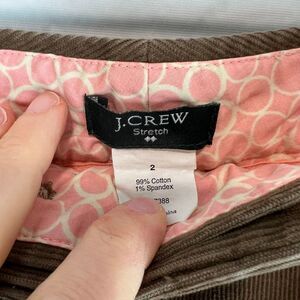 J.CREW
Stretch
2
99% Cotton
1% Spandex